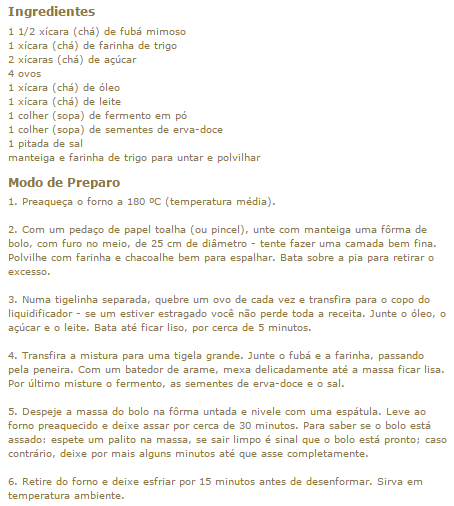 Ingredientes
1 1/2 xícara (chá) de fubá mimoso
1 xícara (chá) de farinha de trigo
2 xícaras (chá) de açúcar
4 ovos
1 xícara (chá) de óleo
1 xícara (chá) de leite
1 colher (sopa) de fermento em pó
1 colher (sopa) de sementes de erva-doce
1 pitada de sal
manteiga e farinha de trigo para untar e polvilhar
Modo de Preparo
1. Preaqueça o forno a 180 ºC (temperatura média).
2. Com um pedaço de papel toalha (ou pincel), unte com manteiga uma fôrma de
bolo, com furo no meio, de 25 cm de diâmetro - tente fazer uma camada bem fina.
Polvilhe com farinha e chacoalhe bem para espalhar. Bata sobre a pia para retirar o
excesso.
3. Numa tigelinha separada, quebre um ovo de cada vez e transfira para o copo do
liquidificador - se um estiver estragado você não perde toda a receita. Junte o óleo, o
açúcar e o leite. Bata até ficar liso, por cerca de 5 minutos.
4. Transfira a mistura para uma tigela grande. Junte o fubá e a farinha, passando
pela peneira. Com um batedor de arame, mexa delicadamente até a massa ficar lisa.
Por último misture o fermento, as sementes de erva-doce e o sal.
5. Despeje a massa do bolo na fôrma untada e nivele com uma espátula. Leve ao
forno preaquecido e deixe assar por cerca de 30 minutos. Para saber se o bolo está
assado: espete um palito na massa, se sair limpo é sinal que o bolo está pronto; caso
contrário, deixe por mais alguns minutos até que asse completamente.
6. Retire do forno e deixe esfriar por 15 minutos antes de desenformar. Sirva em
temperatura ambiente.